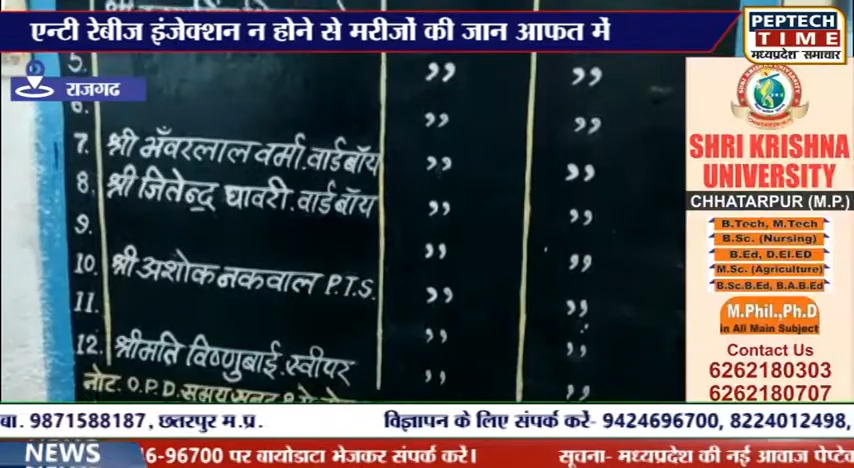 एन्टी रेबीज इंजेक्शन न होने से मरीजों की जान आफत में
PEPTECH
TIME
मध्यप्रदेश समाचार
राजगढ
5. ,, ,,
6. ,, ,,
7. श्री भँवरलाल वर्मा. वार्ड बॉय ,, ,,
8. श्री जितेन्द्र घावरी. वार्ड बॉय ,, ,,
9. ,, ,,
10. श्री अशोक नकवाल P.T.S. ,, ,,
11. ,, ,,
12. श्रीमति विष्णुबाई. स्वीपर ,, ,,
नोट. O.P.D. समय
SHRI KRISHNA
UNIVERSITY
CHHATARPUR (M.P.)
B.Tech, M.Tech
B.Sc. (Nursing)
B.Ed, D.El.ED
M.Sc. (Agriculture)
B.Sc.B.Ed, B.A.B.Ed
M.Phil.,Ph.D
in All Main Subject
Contact Us
6262180303
6262180707
बा. 9871588187, छतरपुर म.प्र. विज्ञापन के लिए संपर्क करें- 9424696700, 8224012498,
NEWS
16-96700 पर बायोडाटा भेजकर संपर्क करें। सूचना- मध्यप्रदेश की नई आवाज पेप्टे